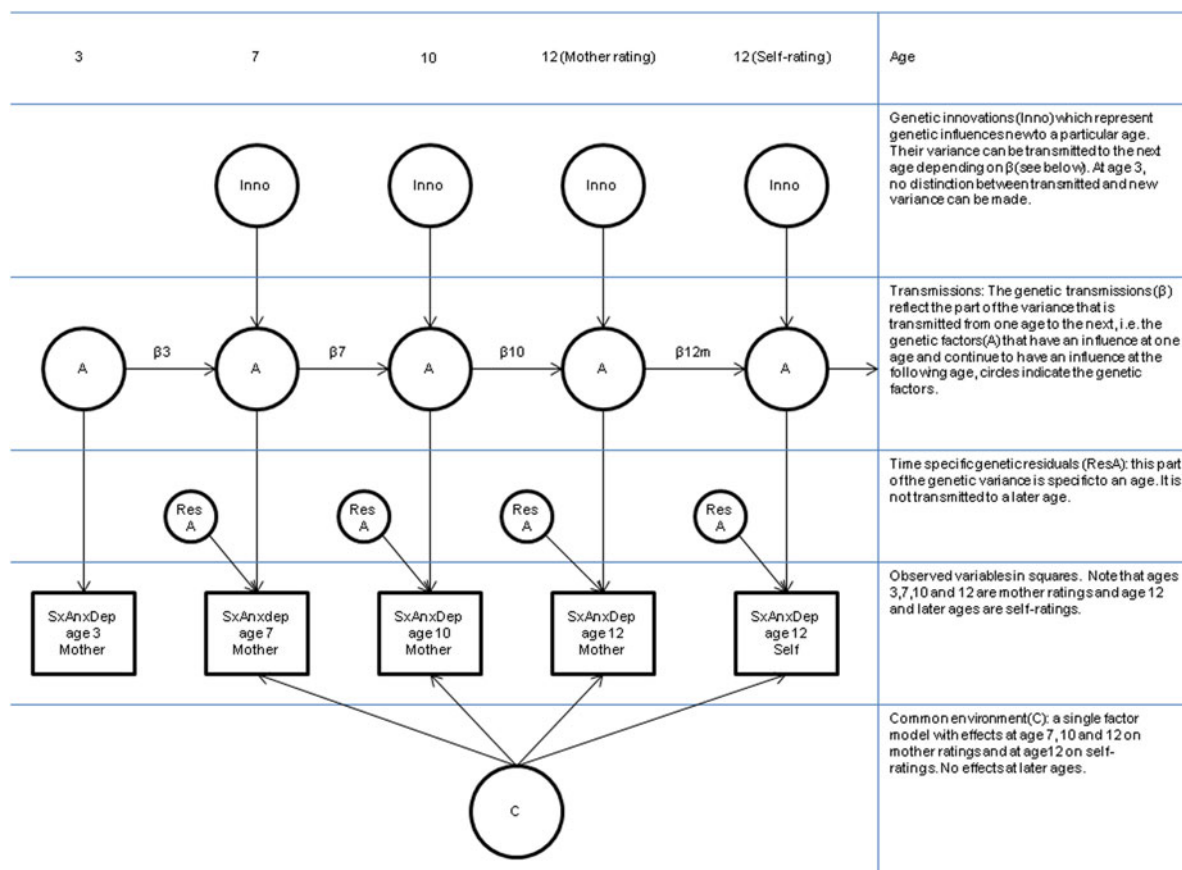 3 7 10 12 (Mother rating) 12 (Self-rating) Age
Genetic innovations (Inno) which represent
genetic influences new to a particular age.
Their variance can be transmitted to the next
age depending on β (see below). At age 3,
no distinction between transmitted and new
variance can be made.
Inno Inno Inno Inno
Transmissions: The genetic transmissions (β)
reflect the part of the variance that is
transmitted from one age to the next, i.e. the
genetic factors (A) that have an influence at one
age and continue to have an influence at the
following age, circles indicate the genetic
factors.
β3 β7 β10 β12m
A A A A A
Time specific genetic residuals (ResA): this part
of the genetic variance is specific to an age. It is
not transmitted to a later age.
Res Res Res Res
A A A A
Observed variables in squares. Note that ages
3,7,10 and 12 are mother ratings and age 12
and later ages are self-ratings.
SxAnxDep
age 3
Mother
SxAnxdep
age 7
Mother
SxAnxDep
age 10
Mother
SxAnxDep
age 12
Mother
SxAnxDep
age 12
Self
Common environment (C): a single factor
model with effects at age 7, 10 and 12 on
mother ratings and at age12 on self-
ratings. No effects at later ages.
C